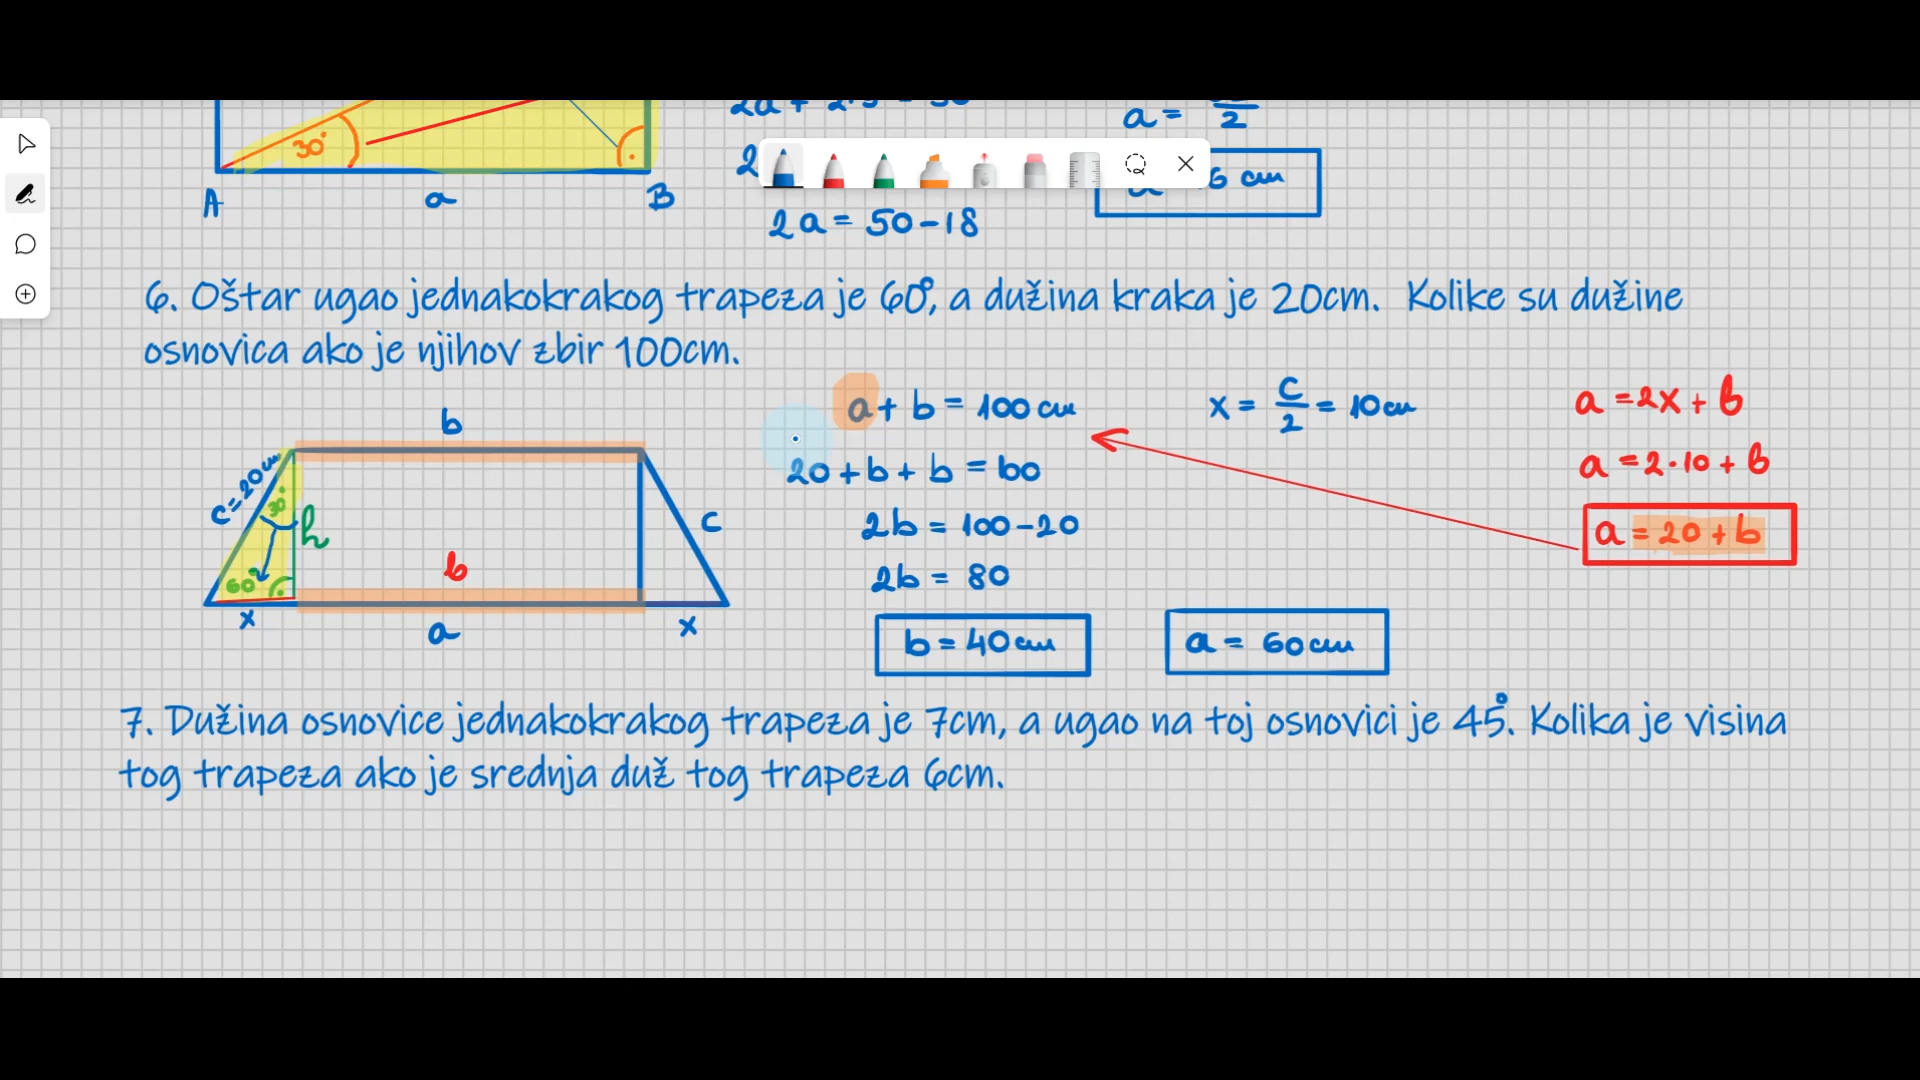 30°
A
a
B
a =
2
6 cm
2a = 50-18
6. Oštar ugao jednakokrakog trapeza je 60°, a dužina kraka je 20cm. Kolike su dužine
osnovica ako je njihov zbir 100cm.
b
c=20cm
30°
h
60°
x
b
a
c
x
a + b = 100 cm
20 + b + b = 100
2b = 100-20
2b = 80
b = 40 cm
x = c/2 = 10 cm
a = 60 cm
a = 2x + b
a = 2·10 + b
a = 20 + b
7. Dužina osnovice jednakokrakog trapeza je 7cm, a ugao na toj osnovici je 45°. Kolika je visina
tog trapeza ako je srednja duž tog trapeza 6cm.